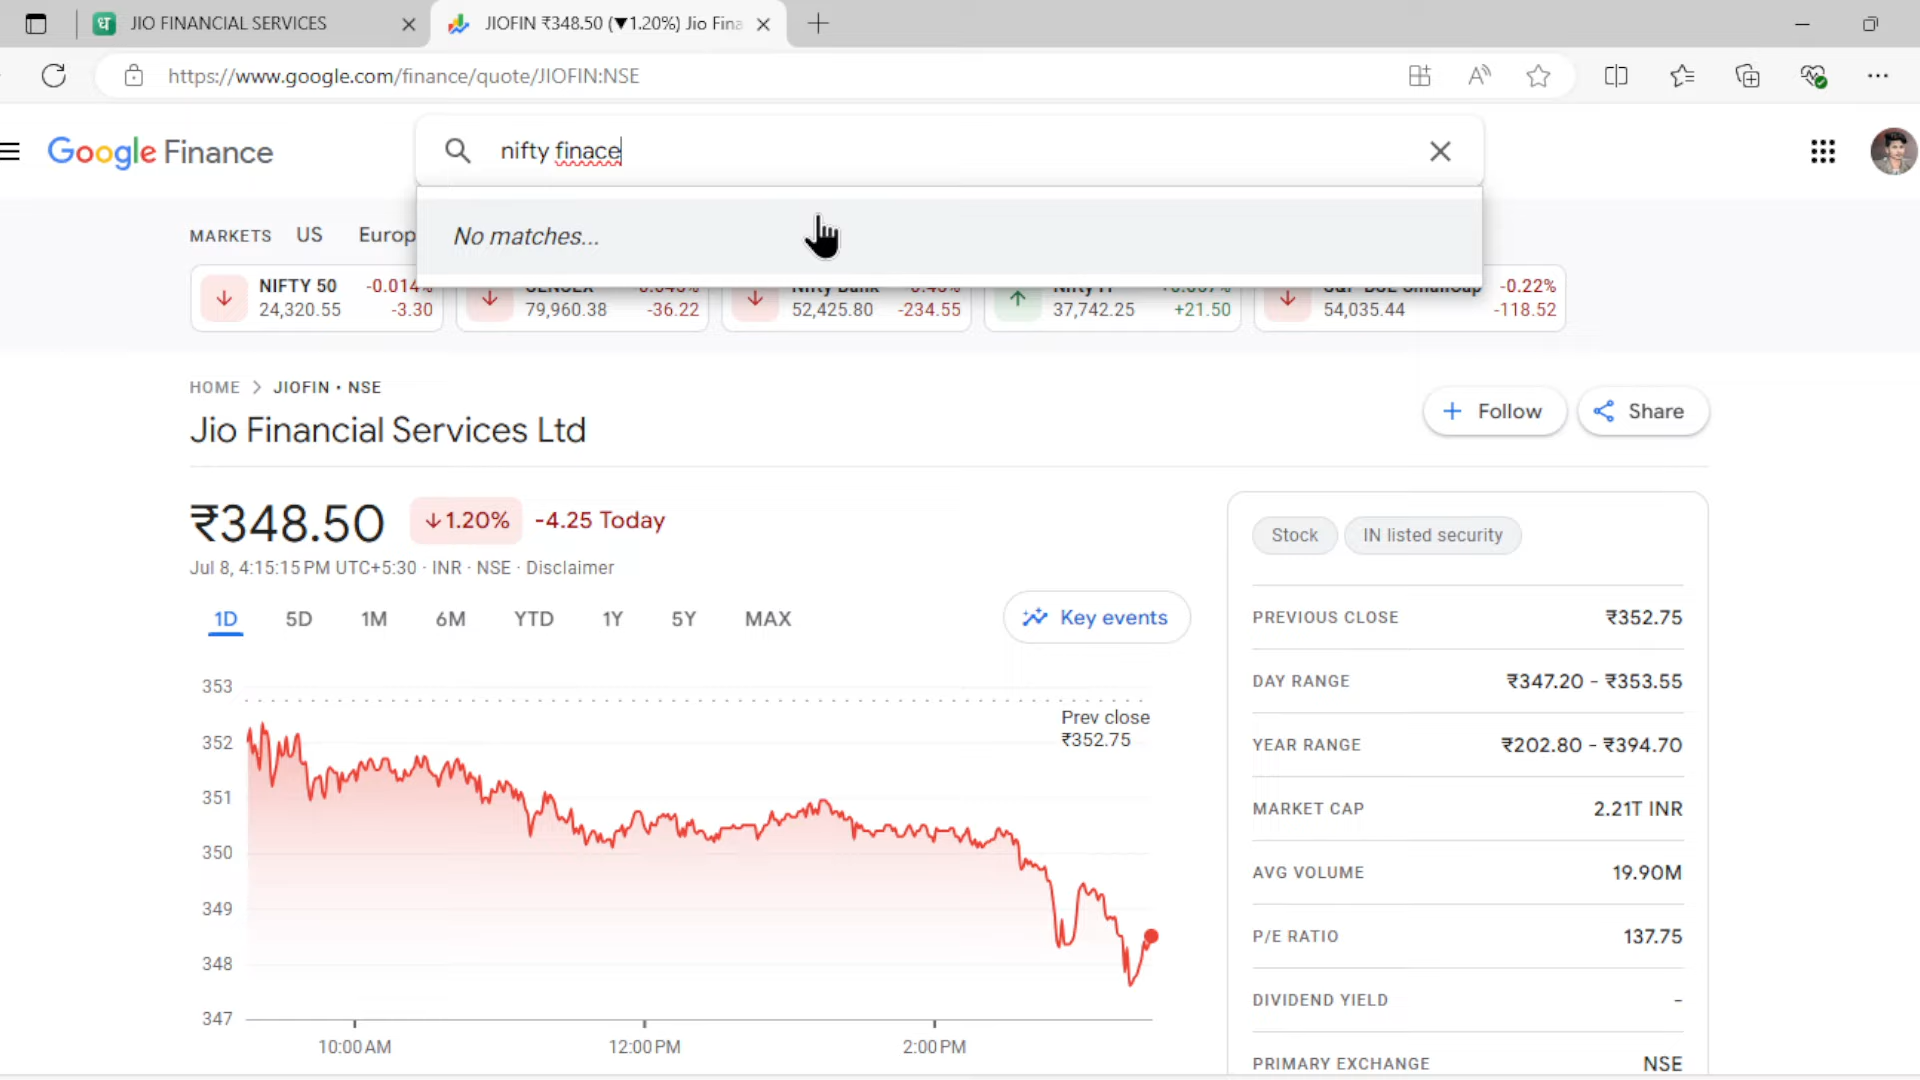 JIO FINANCIAL SERVICES
JIOFIN ₹348.50 (▼1.20%) Jio Fina
https://www.google.com/finance/quote/JIOFIN:NSE
Google Finance
nifty finace
No matches...
MARKETS US Europ
NIFTY 50 -0.014%
24,320.55 -3.30
SENSEX
79,960.38 -36.22
Nifty Bank
52,425.80 -234.55
Nifty IT
37,742.25 +21.50
S&P BSE SmallCap -0.22%
54,035.44 -118.52
HOME > JIOFIN • NSE
Jio Financial Services Ltd
+ Follow
Share
₹348.50 ↓1.20% -4.25 Today
Jul 8, 4:15:15 PM UTC+5:30 · INR · NSE · Disclaimer
1D 5D 1M 6M YTD 1Y 5Y MAX
Key events
353
352
351
350
349
348
347
Prev close
₹352.75
10:00 AM 12:00 PM 2:00 PM
Stock IN listed security
PREVIOUS CLOSE ₹352.75
DAY RANGE ₹347.20 - ₹353.55
YEAR RANGE ₹202.80 - ₹394.70
MARKET CAP 2.21T INR
AVG VOLUME 19.90M
P/E RATIO 137.75
DIVIDEND YIELD -
PRIMARY EXCHANGE NSE